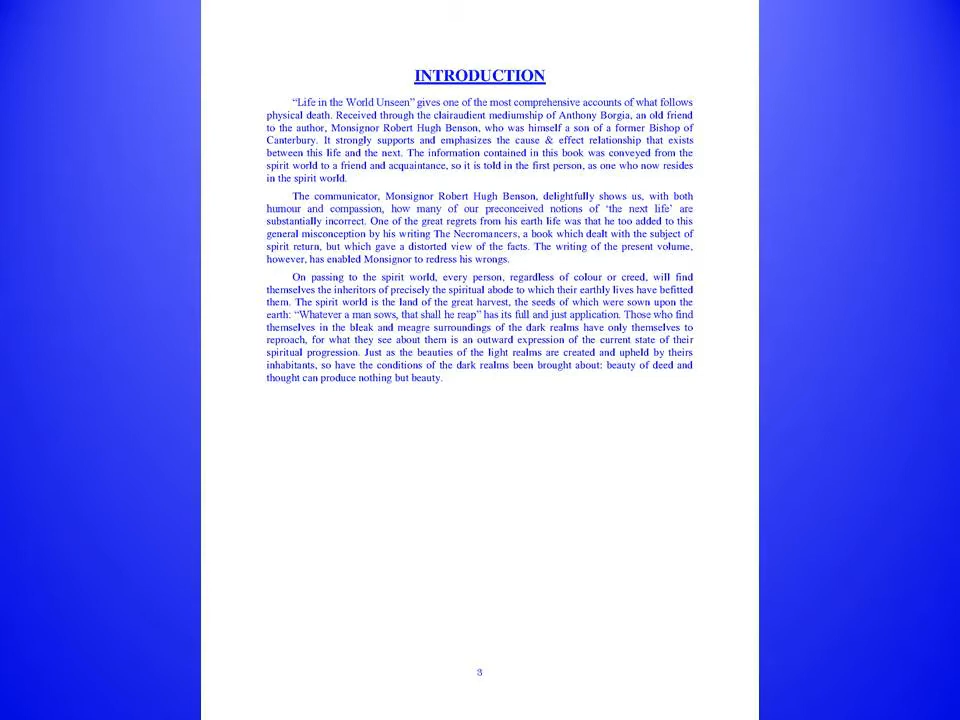 INTRODUCTION
“Life in the World Unseen” gives one of the most comprehensive accounts of what follows
physical death. Received through the clairaudient mediumship of Anthony Borgia, an old friend
to the author, Monsignor Robert Hugh Benson, who was himself a son of a former Bishop of
Canterbury. It strongly supports and emphasizes the cause & effect relationship that exists
between this life and the next. The information contained in this book was conveyed from the
spirit world to a friend and acquaintance, so it is told in the first person, as one who now resides
in the spirit world.
The communicator, Monsignor Robert Hugh Benson, delightfully shows us, with both
humour and compassion, how many of our preconceived notions of ‘the next life’ are
substantially incorrect. One of the great regrets from his earth life was that he too added to this
general misconception by his writing The Necromancers, a book which dealt with the subject of
spirit return, but which gave a distorted view of the facts. The writing of the present volume,
however, has enabled Monsignor to redress his wrongs.
On passing to the spirit world, every person, regardless of colour or creed, will find
themselves the inheritors of precisely the spiritual abode to which their earthly lives have befitted
them. The spirit world is the land of the great harvest, the seeds of which were sown upon the
earth: “Whatever a man sows, that shall he reap” has its full and just application. Those who find
themselves in the bleak and meagre surroundings of the dark realms have only themselves to
reproach, for what they see about them is an outward expression of the current state of their
spiritual progression. Just as the beauties of the light realms are created and upheld by theirs
inhabitants, so have the conditions of the dark realms been brought about: beauty of deed and
thought can produce nothing but beauty.
3